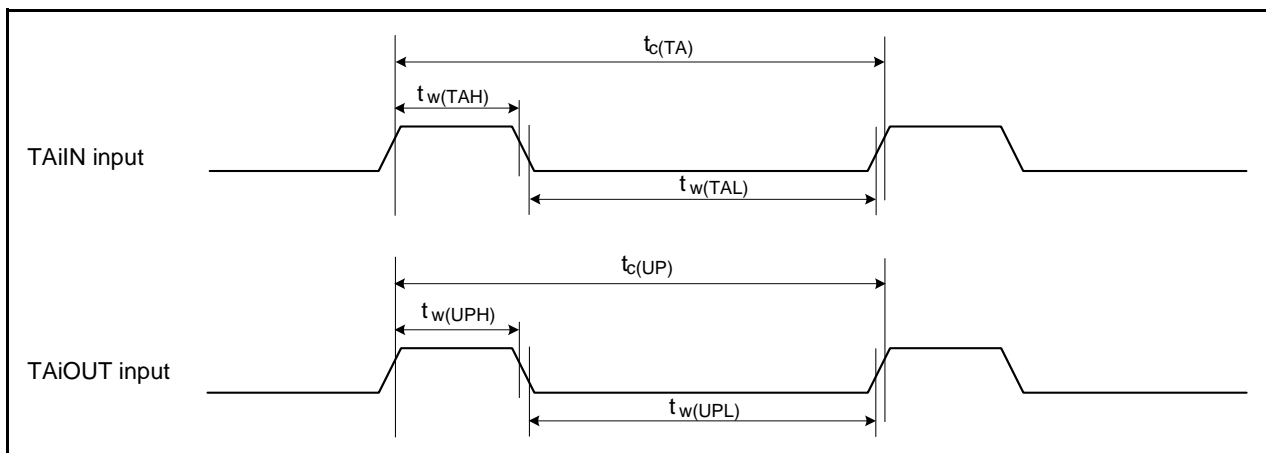 tc(TA)
tw(TAH)
TAiIN input
tw(TAL)
tc(UP)
tw(UPH)
TAiOUT input
tw(UPL)